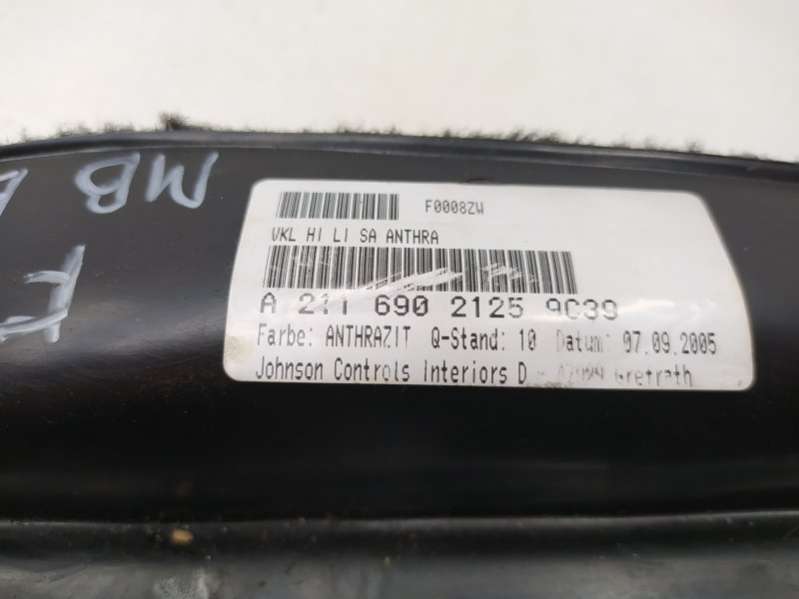 MB
F0008ZW
VKL HI LI SA ANTHRA
A 211 690 2125 9C39
Farbe: ANTHRAZIT Q-Stand: 10 Datum: 07.09.2005
Johnson Controls Interiors D - Grefrath